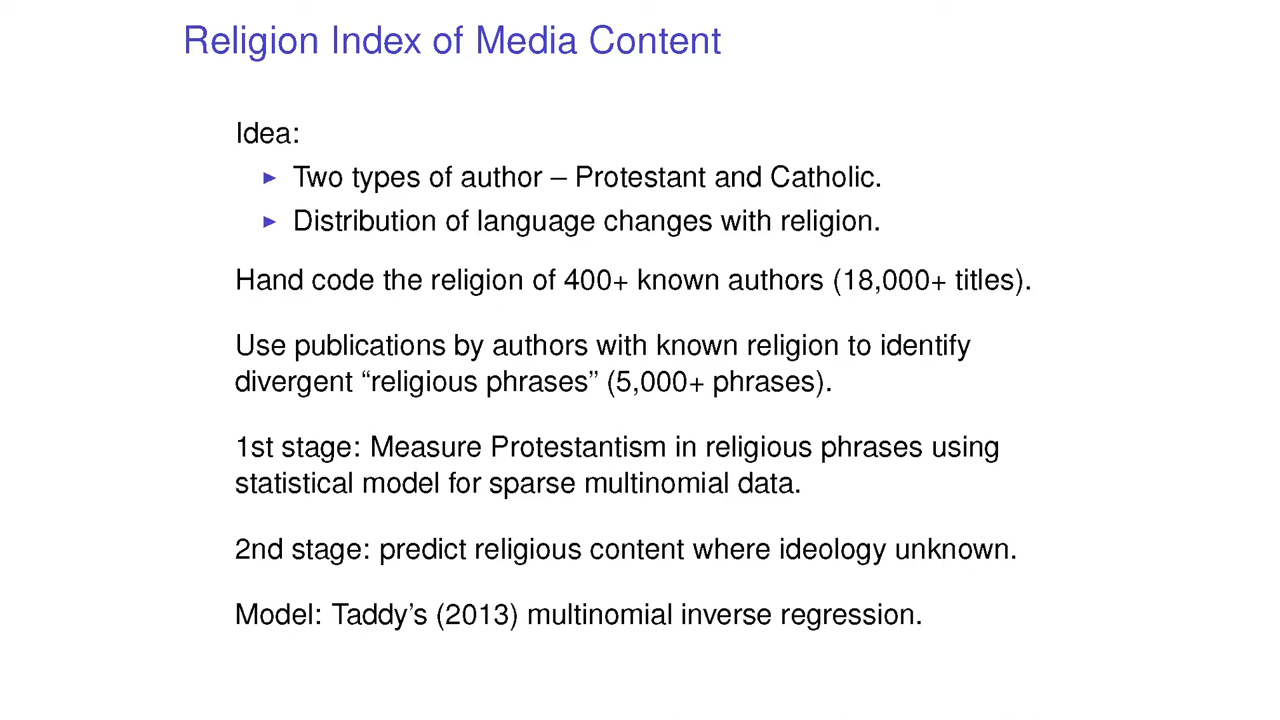 Religion Index of Media Content
Idea:
▶ Two types of author – Protestant and Catholic.
▶ Distribution of language changes with religion.
Hand code the religion of 400+ known authors (18,000+ titles).
Use publications by authors with known religion to identify
divergent “religious phrases” (5,000+ phrases).
1st stage: Measure Protestantism in religious phrases using
statistical model for sparse multinomial data.
2nd stage: predict religious content where ideology unknown.
Model: Taddy’s (2013) multinomial inverse regression.